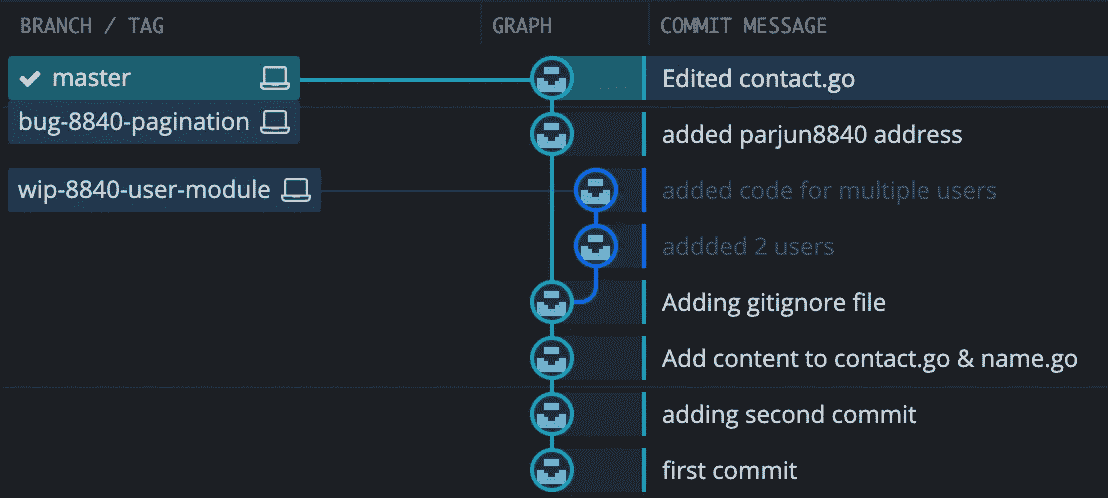 BRANCH / TAG GRAPH COMMIT MESSAGE
master Edited contact.go
bug-8840-pagination
added parjun8840 address
wip-8840-user-module added code for multiple users
addded 2 users
Adding gitignore file
Add content to contact.go & name.go
adding second commit
first commit